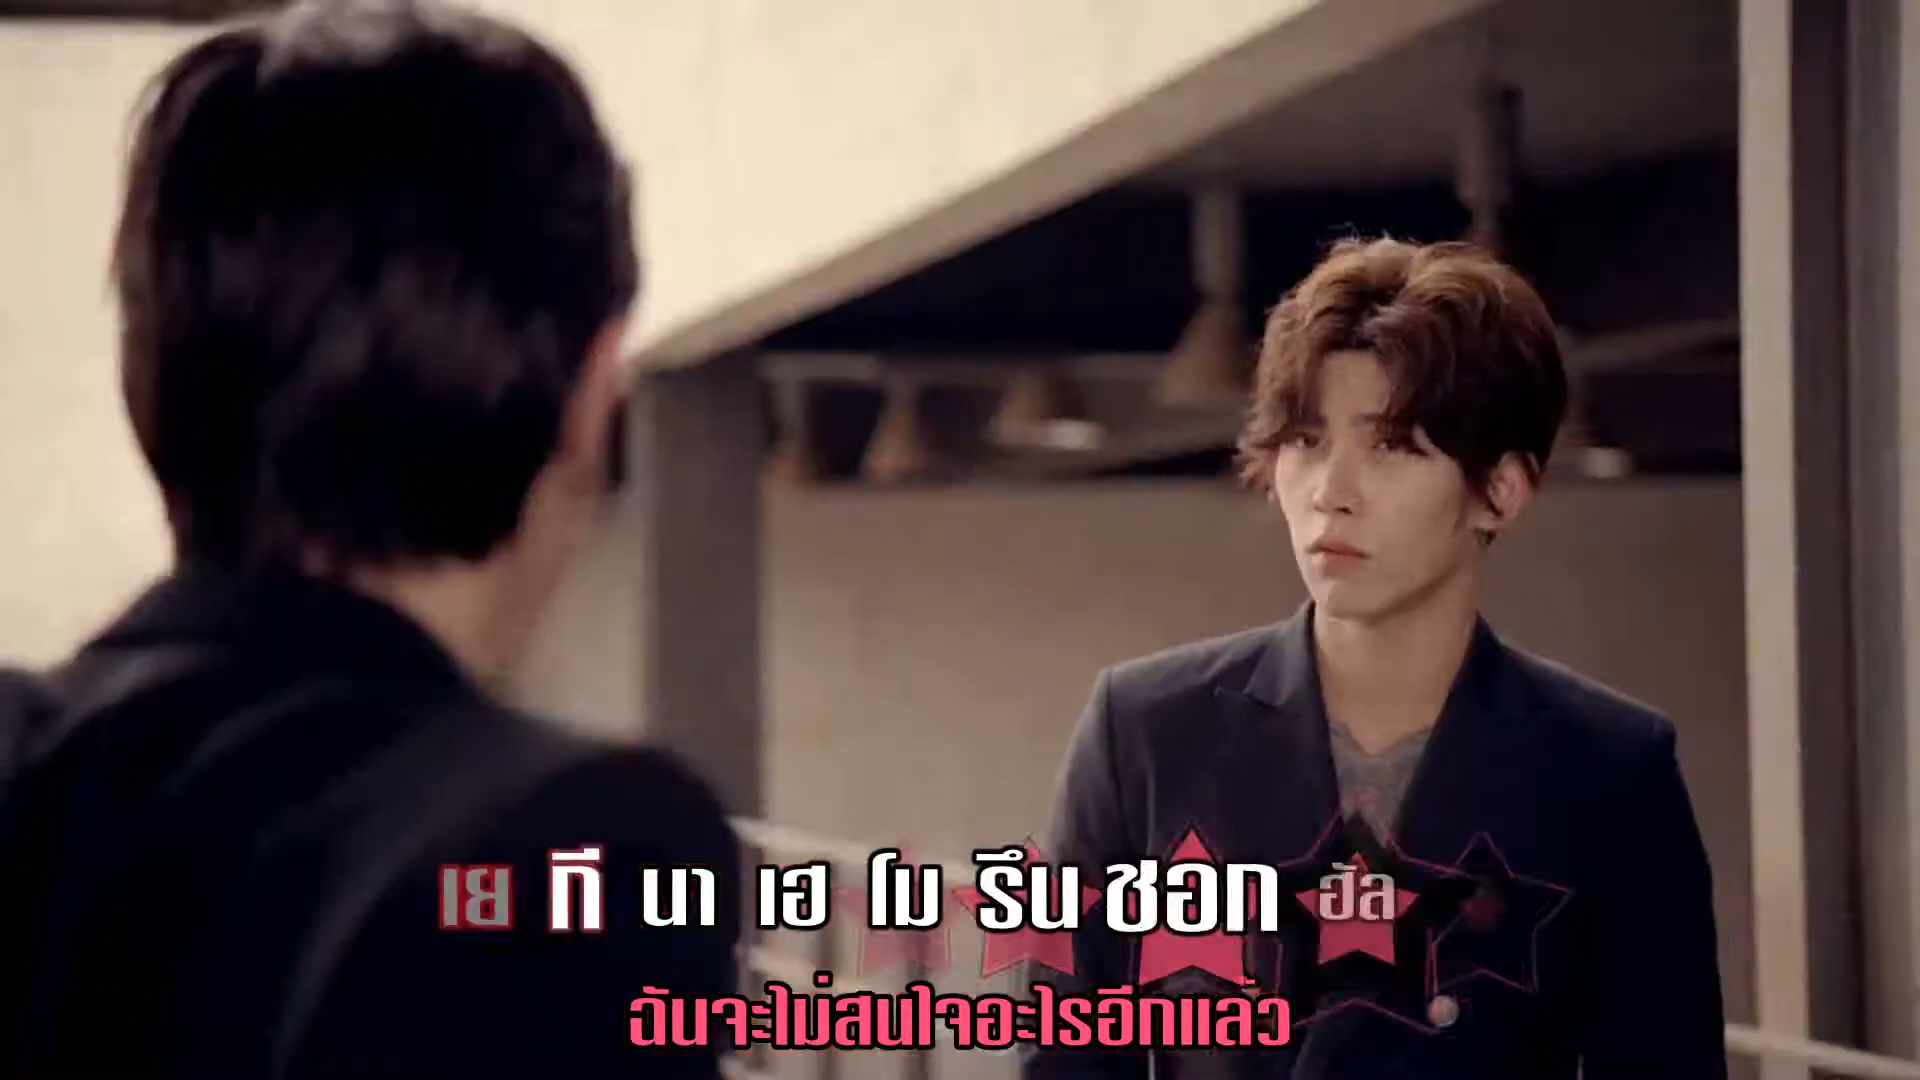 เย กี นา เฮ โม รึน ชอก ฮัล
ฉันจะไม่สนใจอะไรอีกแล้ว